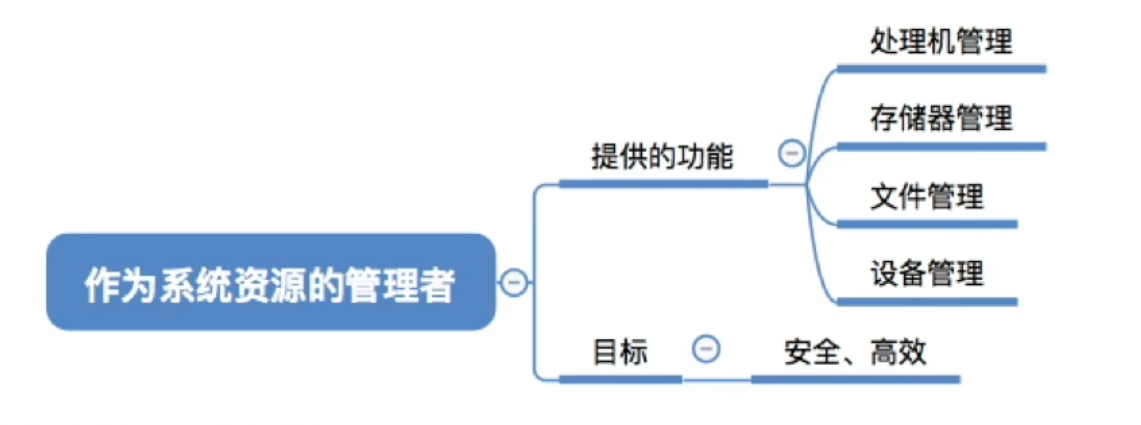 作为系统资源的管理者
提供的功能
处理机管理
存储器管理
文件管理
设备管理
目标
安全、高效